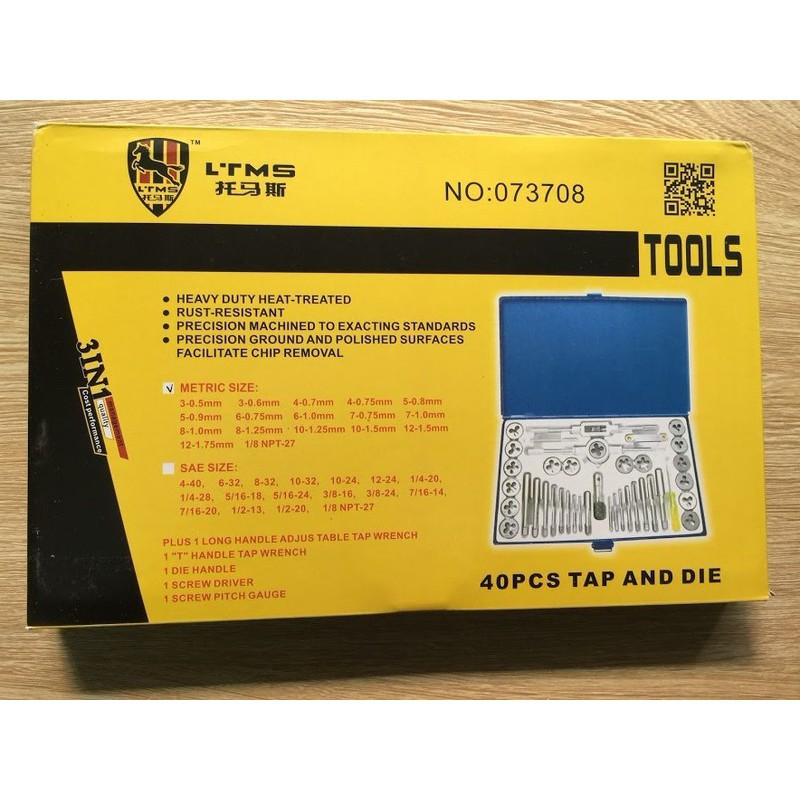 TM
LTMS
托马斯
LTMS
托马斯
NO:073708
TOOLS
• HEAVY DUTY HEAT-TREATED
• RUST-RESISTANT
• PRECISION MACHINED TO EXACTING STANDARDS
• PRECISION GROUND AND POLISHED SURFACES
FACILITATE CHIP REMOVAL
3IN1
quality
Cost performance
✓ METRIC SIZE:
3-0.5mm 3-0.6mm 4-0.7mm 4-0.75mm 5-0.8mm
5-0.9mm 6-0.75mm 6-1.0mm 7-0.75mm 7-1.0mm
8-1.0mm 8-1.25mm 10-1.25mm 10-1.5mm 12-1.5mm
12-1.75mm 1/8 NPT-27
SAE SIZE:
4-40, 6-32, 8-32, 10-32, 10-24, 12-24, 1/4-20,
1/4-28, 5/16-18, 5/16-24, 3/8-16, 3/8-24, 7/16-14,
7/16-20, 1/2-13, 1/2-20, 1/8 NPT-27
PLUS 1 LONG HANDLE ADJUS TABLE TAP WRENCH
1 "T" HANDLE TAP WRENCH
1 DIE HANDLE
1 SCREW DRIVER
1 SCREW PITCH GAUGE
40PCS TAP AND DIE